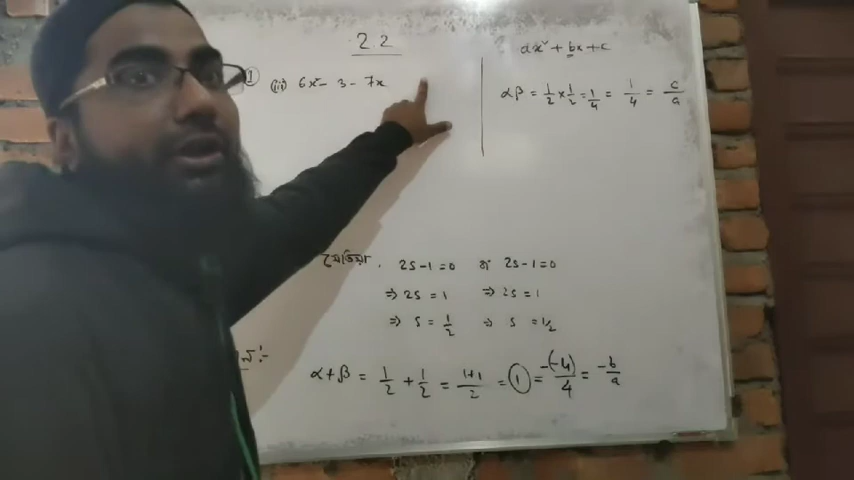 2.2
① (iii) 6x² - 3 - 7x
ax² + bx + c
αβ = 1/2 × 1/2 = 1/4 = 1/4 = c/a
2s - 1 = 0 বা 2s - 1 = 0
⇒ 2s = 1 ⇒ 2s = 1
⇒ s = 1/2 ⇒ s = 1/2
α + β = 1/2 + 1/2 = 1+1/2 = ① = -(-4)/4 = -b/a